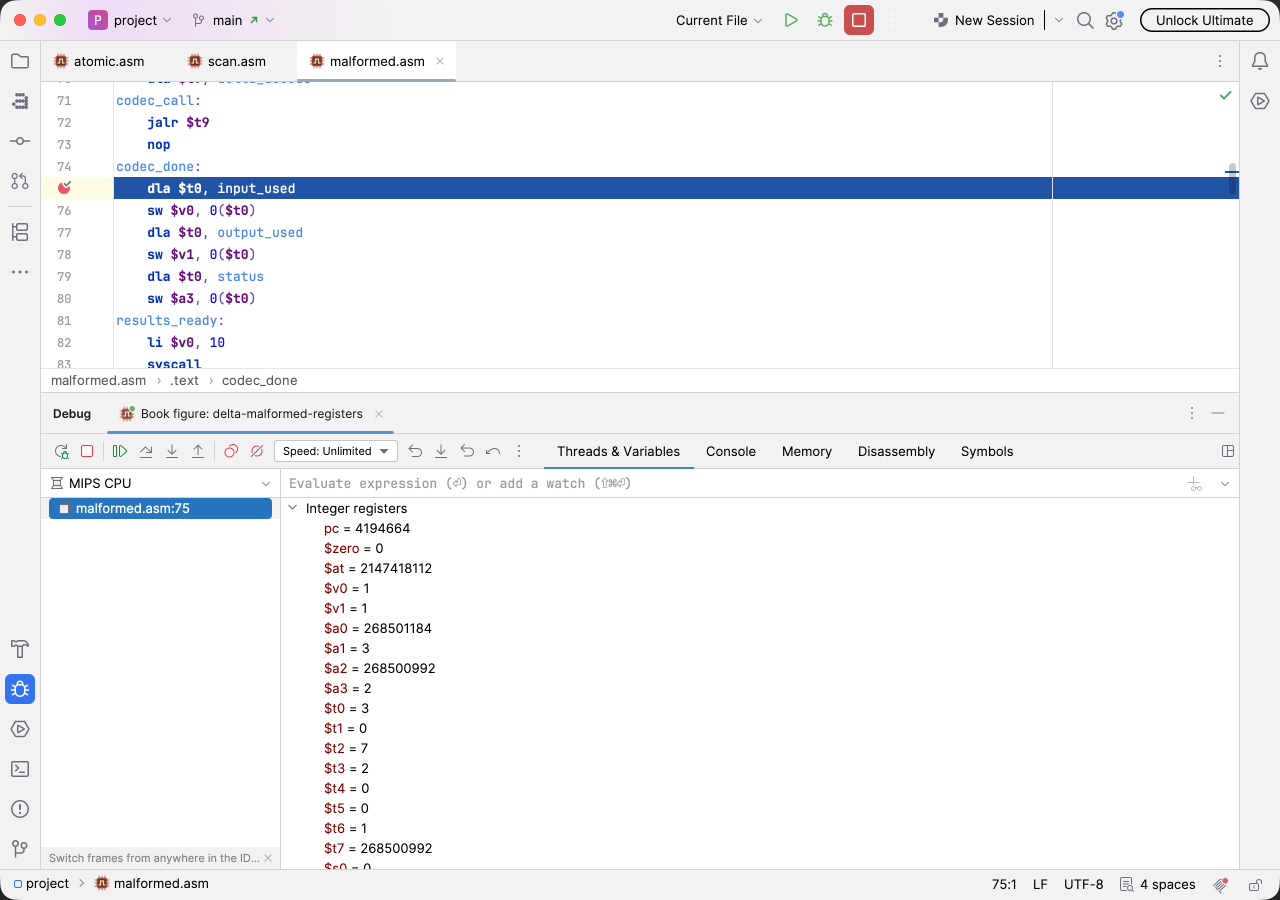 P project main Current File New Session Unlock Ultimate
atomic.asm scan.asm malformed.asm
71 codec_call:
72 jalr $t9
73 nop
74 codec_done:
dla $t0, input_used
76 sw $v0, 0($t0)
77 dla $t0, output_used
78 sw $v1, 0($t0)
79 dla $t0, status
80 sw $a3, 0($t0)
81 results_ready:
82 li $v0, 10
83 syscall
malformed.asm › .text › codec_done
Debug Book figure: delta-malformed-registers
Speed: Unlimited Threads & Variables Console Memory Disassembly Symbols
MIPS CPU
Evaluate expression (⏎) or add a watch (⇧⌘⏎)
malformed.asm:75
Integer registers
pc = 4194664
$zero = 0
$at = 2147418112
$v0 = 1
$v1 = 1
$a0 = 268501184
$a1 = 3
$a2 = 268500992
$a3 = 2
$t0 = 3
$t1 = 0
$t2 = 7
$t3 = 2
$t4 = 0
$t5 = 0
$t6 = 1
$t7 = 268500992
$s0 = 0
Switch frames from anywhere in the ID...
project malformed.asm 75:1 LF UTF-8 4 spaces